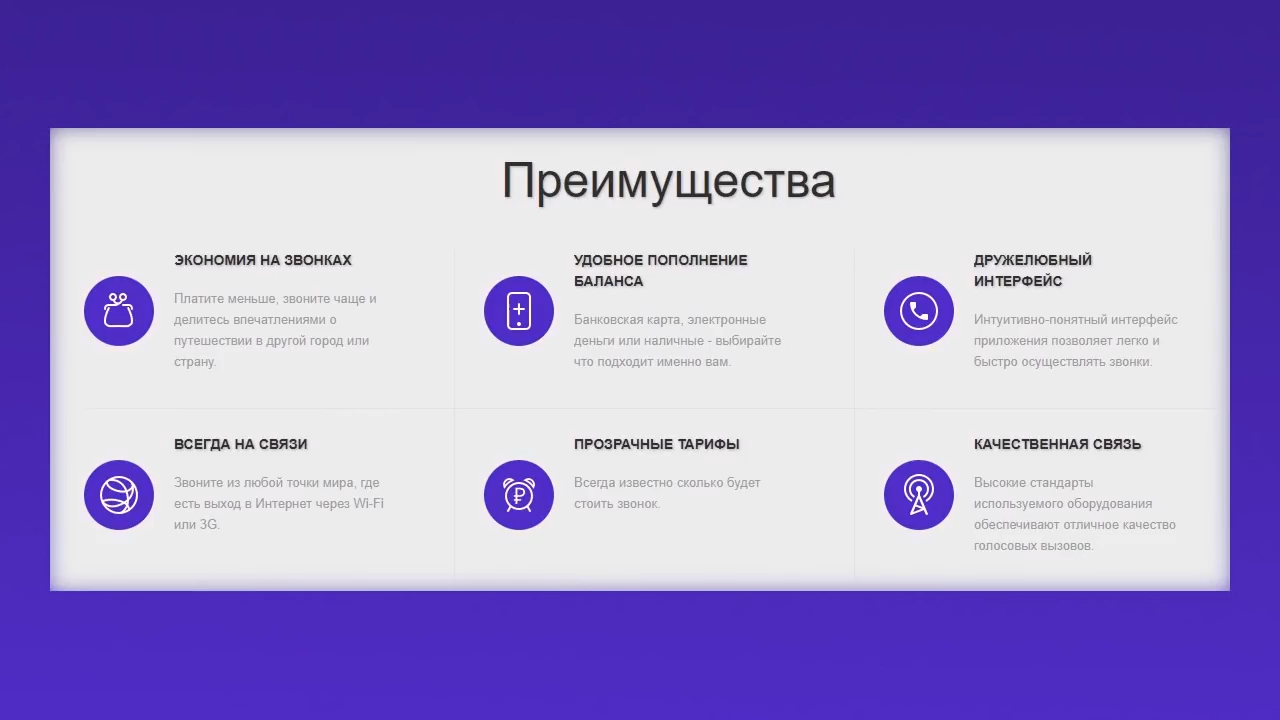 Преимущества
ЭКОНОМИЯ НА ЗВОНКАХ
Платите меньше, звоните чаще и
делитесь впечатлениями о
путешествии в другой город или
страну.
УДОБНОЕ ПОПОЛНЕНИЕ
БАЛАНСА
Банковская карта, электронные
деньги или наличные - выбирайте
что подходит именно вам.
ДРУЖЕЛЮБНЫЙ
ИНТЕРФЕЙС
Интуитивно-понятный интерфейс
приложения позволяет легко и
быстро осуществлять звонки.
ВСЕГДА НА СВЯЗИ
Звоните из любой точки мира, где
есть выход в Интернет через Wi-Fi
или 3G.
ПРОЗРАЧНЫЕ ТАРИФЫ
Всегда известно сколько будет
стоить звонок.
КАЧЕСТВЕННАЯ СВЯЗЬ
Высокие стандарты
используемого оборудования
обеспечивают отличное качество
голосовых вызовов.